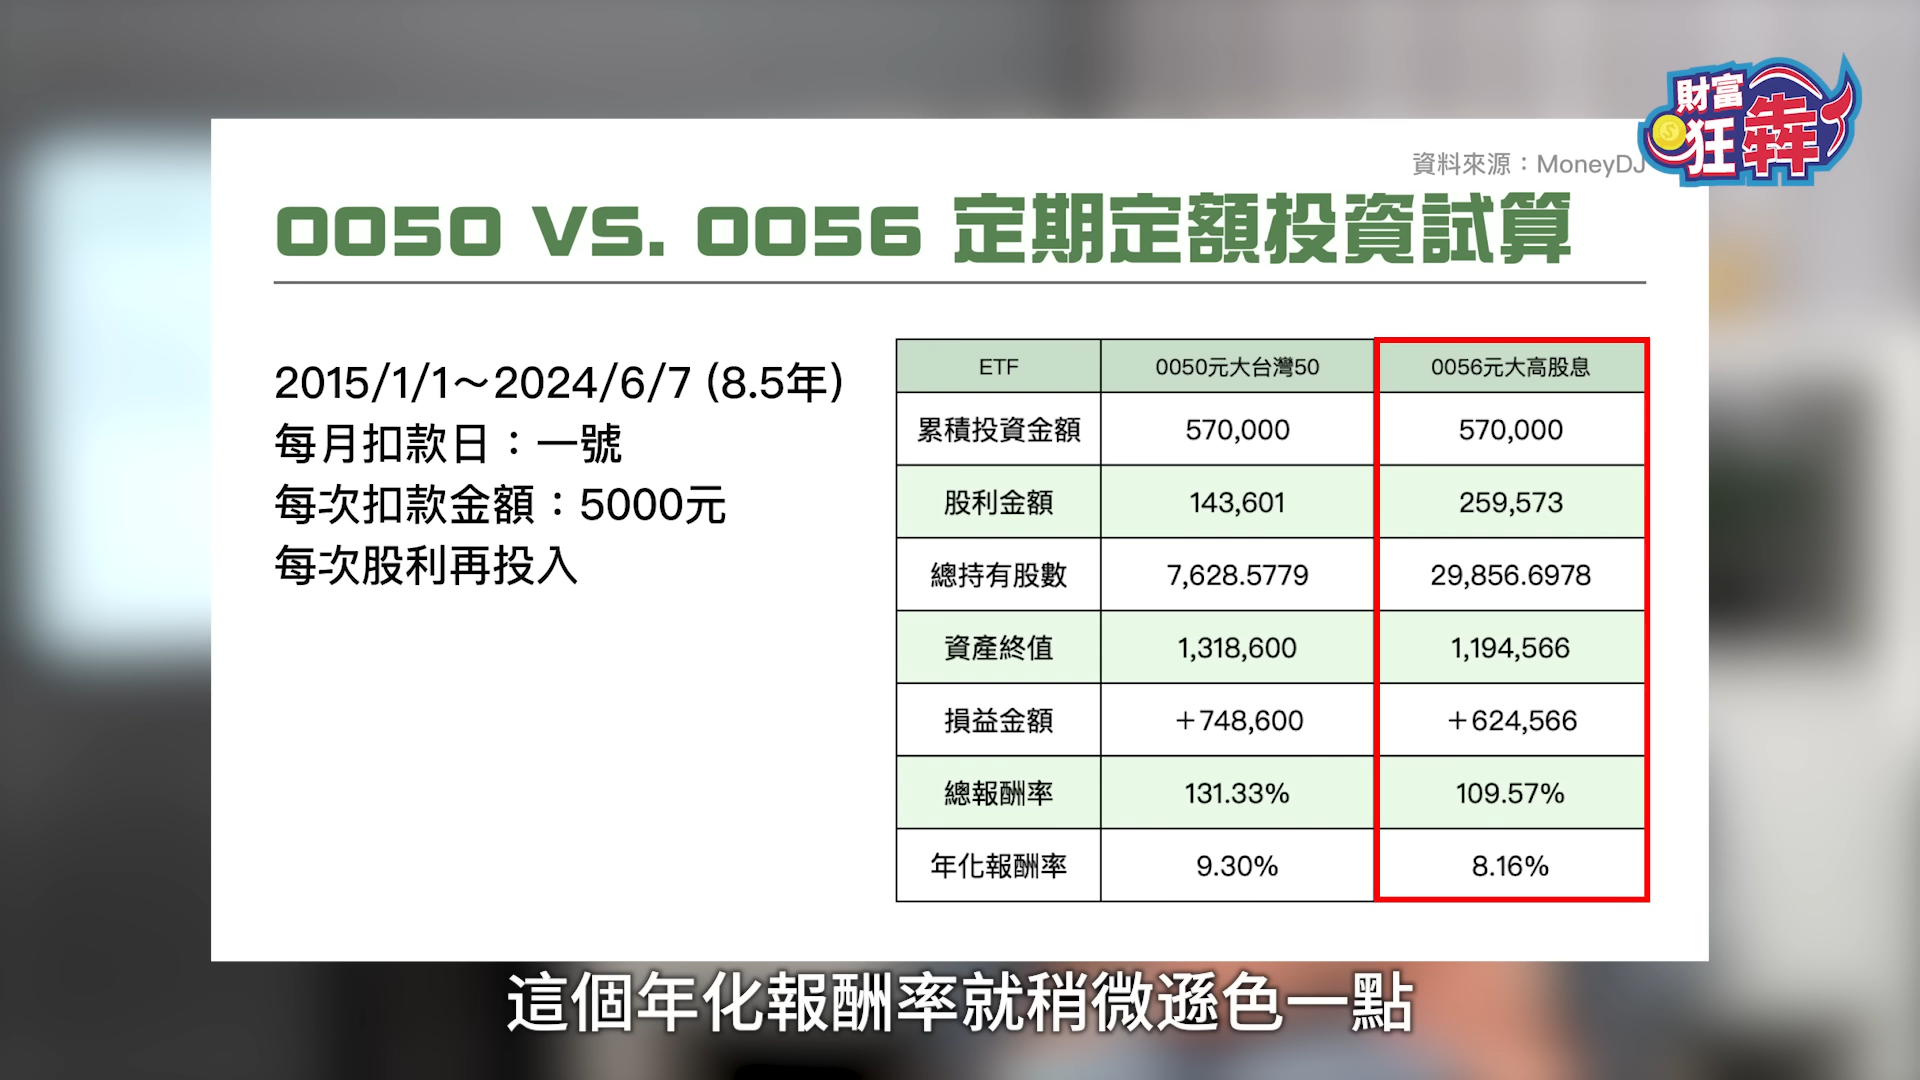 財富
狂犇
資料來源：MoneyDJ
0050 VS. 0056 定期定額投資試算
2015/1/1～2024/6/7 (8.5年)
每月扣款日：一號
每次扣款金額：5000元
每次股利再投入
ETF 0050元大台灣50 0056元大高股息
累積投資金額 570,000 570,000
股利金額 143,601 259,573
總持有股數 7,628.5779 29,856.6978
資產終值 1,318,600 1,194,566
損益金額 ＋748,600 ＋624,566
總報酬率 131.33% 109.57%
年化報酬率 9.30% 8.16%
這個年化報酬率就稍微遜色一點